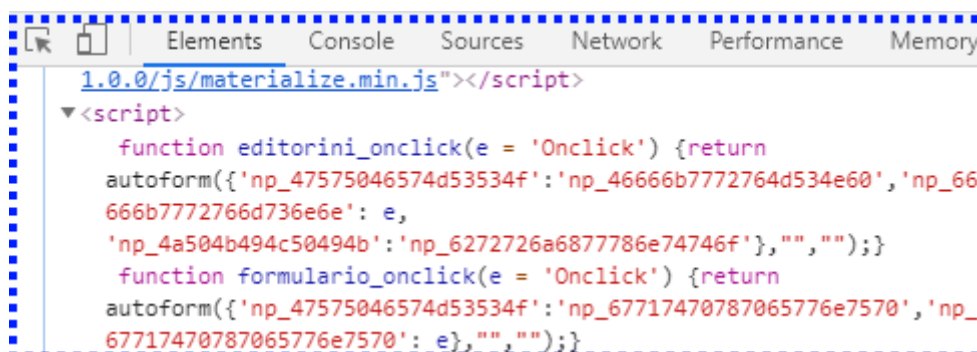 Elements Console Sources Network Performance Memory
1.0.0/js/materialize.min.js"></script>
▼<script>
function editorini_onclick(e = 'Onclick') {return
autoform({'np_47575046574d53534f':'np_46666b7772764d534e60','np_66
666b7772766d736e6e': e,
'np_4a504b494c50494b':'np_6272726a6877786e74746f'},"","");}
function formulario_onclick(e = 'Onclick') {return
autoform({'np_47575046574d53534f':'np_67717470787065776e7570','np_
67717470787065776e7570': e},"","");}